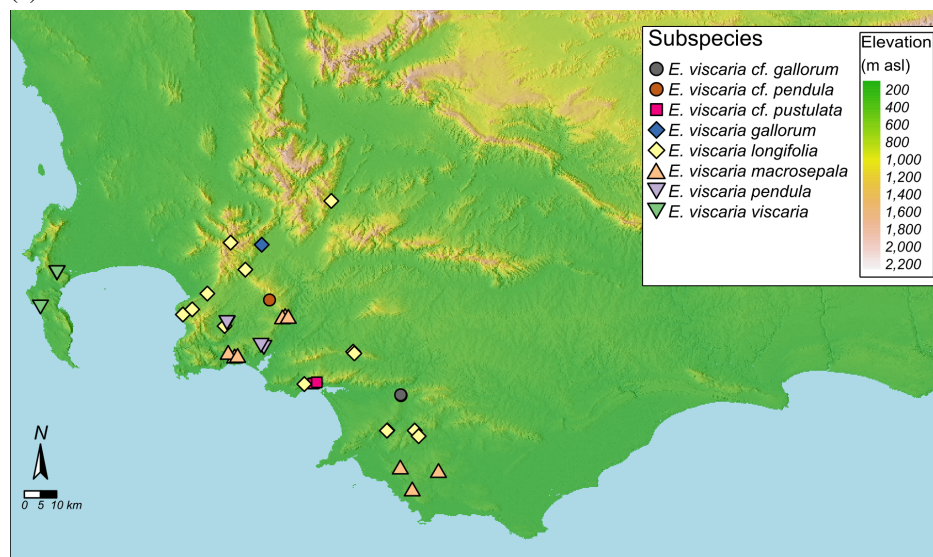 Subspecies
E. viscaria cf. gallorum
E. viscaria cf. pendula
E. viscaria cf. pustulata
E. viscaria gallorum
E. viscaria longifolia
E. viscaria macrosepala
E. viscaria pendula
E. viscaria viscaria
Elevation
(m asl)
200
400
600
800
1,000
1,200
1,400
1,600
1,800
2,000
2,200
N
0 5 10 km